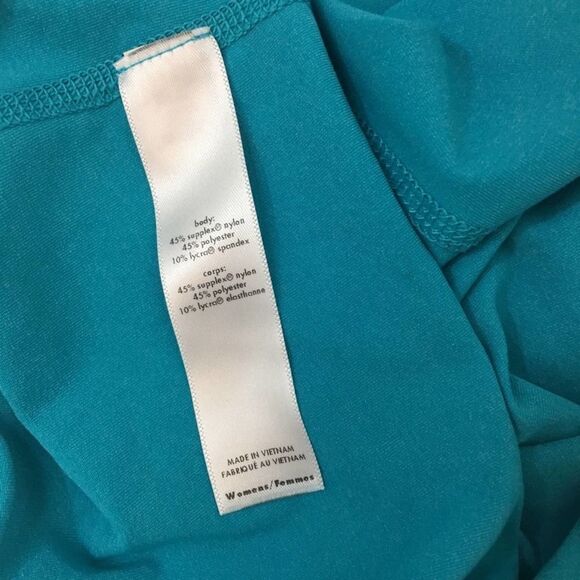 body:
45% supplex® nylon
45% polyester
10% lycra® spandex
corps:
45% supplex® nylon
45% polyester
10% lycra® elasthanne
MADE IN VIETNAM
FABRIQUÉ AU VIETNAM
Womens/Femmes